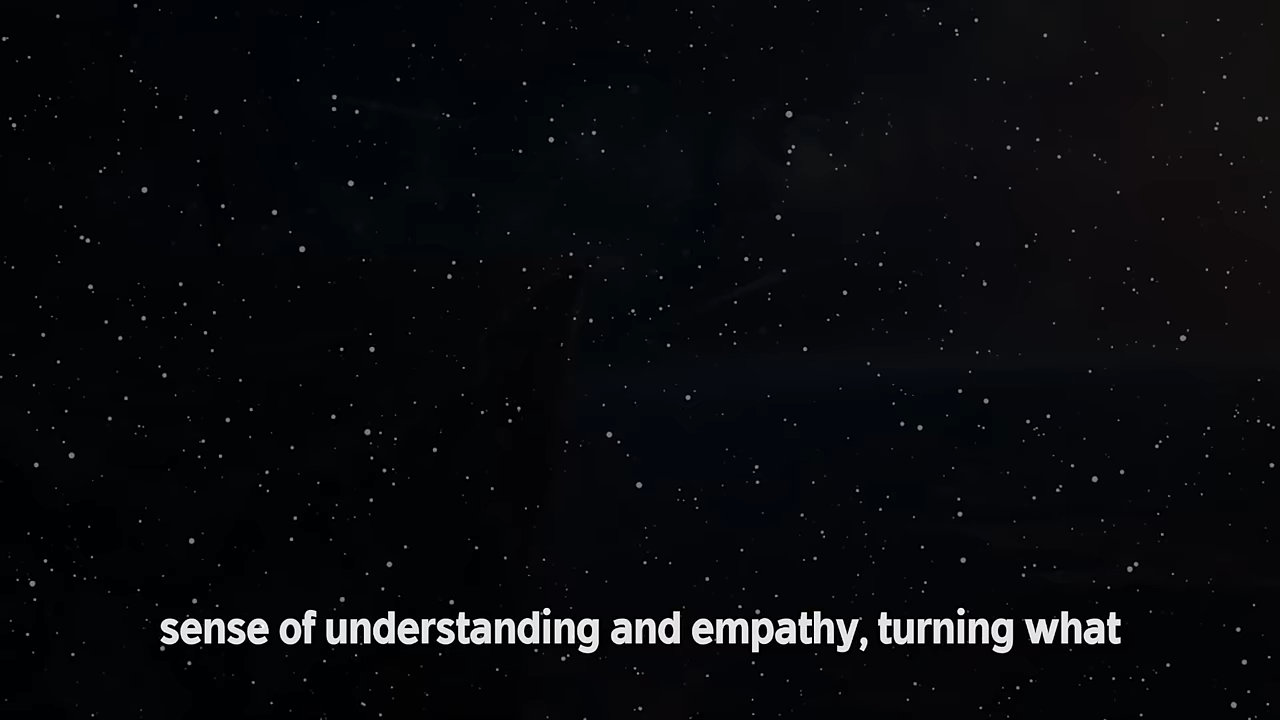 sense of understanding and empathy, turning what